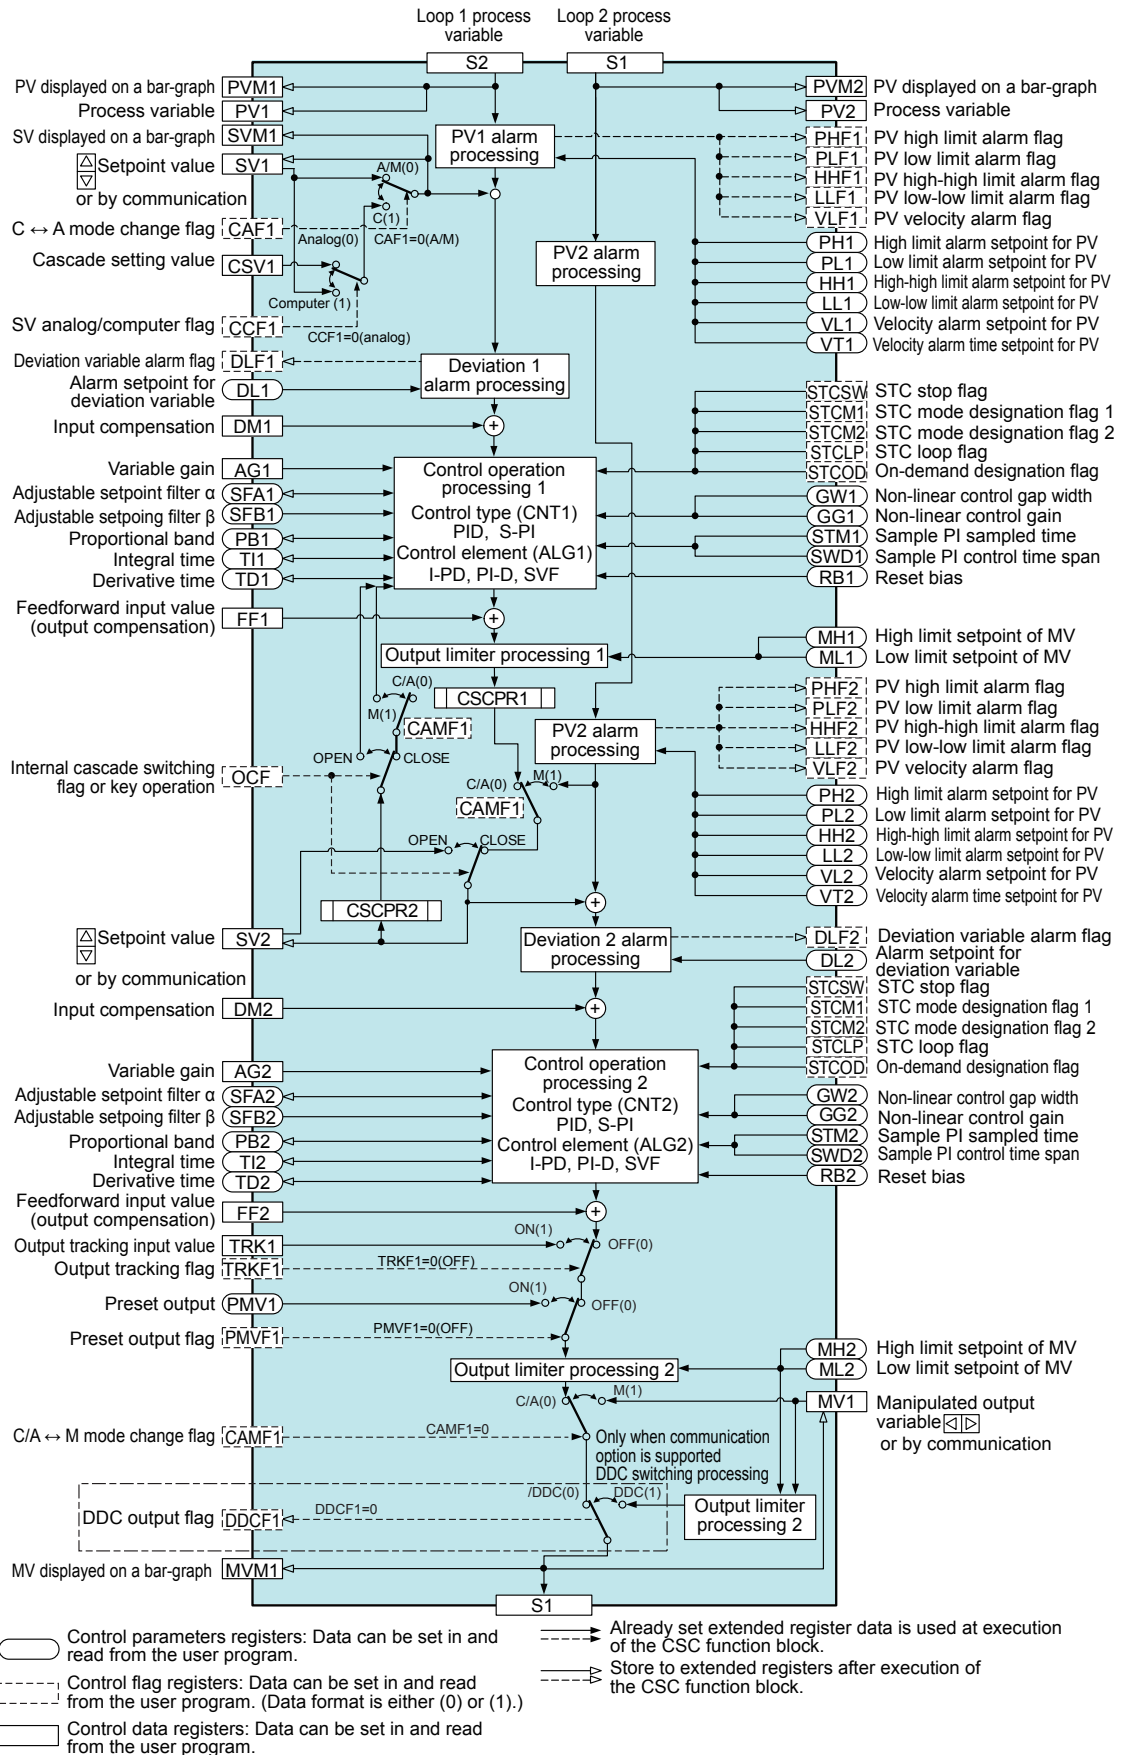 Loop 1 process
variable
Loop 2 process
variable
S2
S1
PV displayed on a bar-graph PVM1
Process variable PV1
SV displayed on a bar-graph SVM1
△ Setpoint value SV1
▽
or by communication
C ↔ A mode change flag CAF1
Cascade setting value CSV1
SV analog/computer flag CCF1
Deviation variable alarm flag DLF1
Alarm setpoint for
deviation variable DL1
Input compensation DM1
Variable gain AG1
Adjustable setpoint filter α SFA1
Adjustable setpoing filter β SFB1
Proportional band PB1
Integral time TI1
Derivative time TD1
Feedforward input value
(output compensation) FF1
PV1 alarm
processing
A/M(0)
C(1)
Analog(0)
CAF1=0(A/M)
Computer (1)
CCF1=0(analog)
PV2 alarm
processing
Deviation 1
alarm processing
+
Control operation
processing 1
Control type (CNT1)
PID, S-PI
Control element (ALG1)
I-PD, PI-D, SVF
+
Output limiter processing 1
CSCPR1
PVM2 PV displayed on a bar-graph
PV2 Process variable
PHF1 PV high limit alarm flag
PLF1 PV low limit alarm flag
HHF1 PV high-high limit alarm flag
LLF1 PV low-low limit alarm flag
VLF1 PV velocity alarm flag
PH1 High limit alarm setpoint for PV
PL1 Low limit alarm setpoint for PV
HH1 High-high limit alarm setpoint for PV
LL1 Low-low limit alarm setpoint for PV
VL1 Velocity alarm setpoint for PV
VT1 Velocity alarm time setpoint for PV
STCSW STC stop flag
STCM1 STC mode designation flag 1
STCM2 STC mode designation flag 2
STCLP STC loop flag
STCOD On-demand designation flag
GW1 Non-linear control gap width
GG1 Non-linear control gain
STM1 Sample PI sampled time
SWD1 Sample PI control time span
RB1 Reset bias
MH1 High limit setpoint of MV
ML1 Low limit setpoint of MV
C/A(0)
M(1)
CAMF1
OPEN
CLOSE
Internal cascade switching
flag or key operation OCF
PV2 alarm
processing
C/A(0)
M(1)
CAMF1
OPEN
CLOSE
CSCPR2
+
PHF2 PV high limit alarm flag
PLF2 PV low limit alarm flag
HHF2 PV high-high limit alarm flag
LLF2 PV low-low limit alarm flag
VLF2 PV velocity alarm flag
PH2 High limit alarm setpoint for PV
PL2 Low limit alarm setpoint for PV
HH2 High-high limit alarm setpoint for PV
LL2 Low-low limit alarm setpoint for PV
VL2 Velocity alarm setpoint for PV
VT2 Velocity alarm time setpoint for PV
△ Setpoint value SV2
▽
or by communication
Input compensation DM2
Variable gain AG2
Adjustable setpoint filter α SFA2
Adjustable setpoing filter β SFB2
Proportional band PB2
Integral time TI2
Derivative time TD2
Feedforward input value
(output compensation) FF2
Output tracking input value TRK1
Output tracking flag TRKF1
Preset output PMV1
Preset output flag PMVF1
Deviation 2 alarm
processing
+
Control operation
processing 2
Control type (CNT2)
PID, S-PI
Control element (ALG2)
I-PD, PI-D, SVF
+
ON(1)
OFF(0)
TRKF1=0(OFF)
ON(1)
OFF(0)
PMVF1=0(OFF)
Output limiter processing 2
DLF2 Deviation variable alarm flag
DL2 Alarm setpoint for
deviation variable
STCSW STC stop flag
STCM1 STC mode designation flag 1
STCM2 STC mode designation flag 2
STCLP STC loop flag
STCOD On-demand designation flag
GW2 Non-linear control gap width
GG2 Non-linear control gain
STM2 Sample PI sampled time
SWD2 Sample PI control time span
RB2 Reset bias
MH2 High limit setpoint of MV
ML2 Low limit setpoint of MV
MV1 Manipulated output
variable ◁ ▷
or by communication
C/A(0)
M(1)
C/A ↔ M mode change flag CAMF1
CAMF1=0
Only when communication
option is supported
DDC switching processing
/DDC(0)
DDC(1)
DDC output flag DDCF1
DDCF1=0
Output limiter
processing 2
MV displayed on a bar-graph MVM1
S1
Control parameters registers: Data can be set in and
read from the user program.
Control flag registers: Data can be set in and read
from the user program. (Data format is either (0) or (1).)
Control data registers: Data can be set in and read
from the user program.
Already set extended register data is used at execution
of the CSC function block.
Store to extended registers after execution of
the CSC function block.